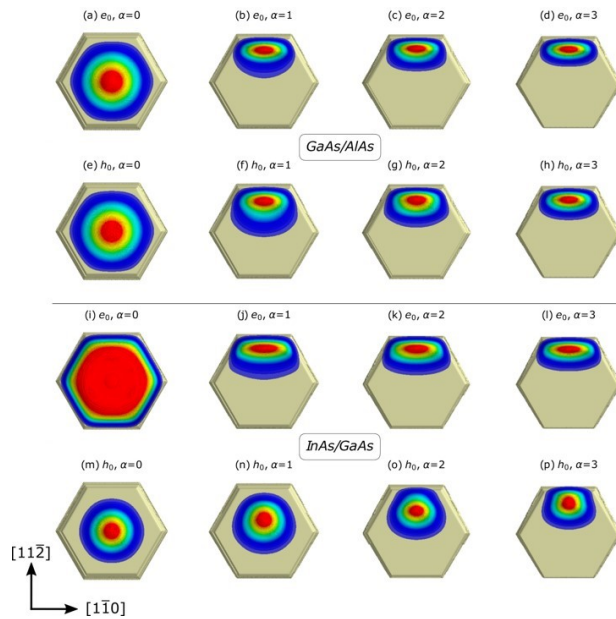 (a) e₀, α=0 (b) e₀, α=1 (c) e₀, α=2 (d) e₀, α=3
GaAs/AlAs
(e) h₀, α=0 (f) h₀, α=1 (g) h₀, α=2 (h) h₀, α=3
(i) e₀, α=0 (j) e₀, α=1 (k) e₀, α=2 (l) e₀, α=3
InAs/GaAs
(m) h₀, α=0 (n) h₀, α=1 (o) h₀, α=2 (p) h₀, α=3
[112̅]
[11̅0]